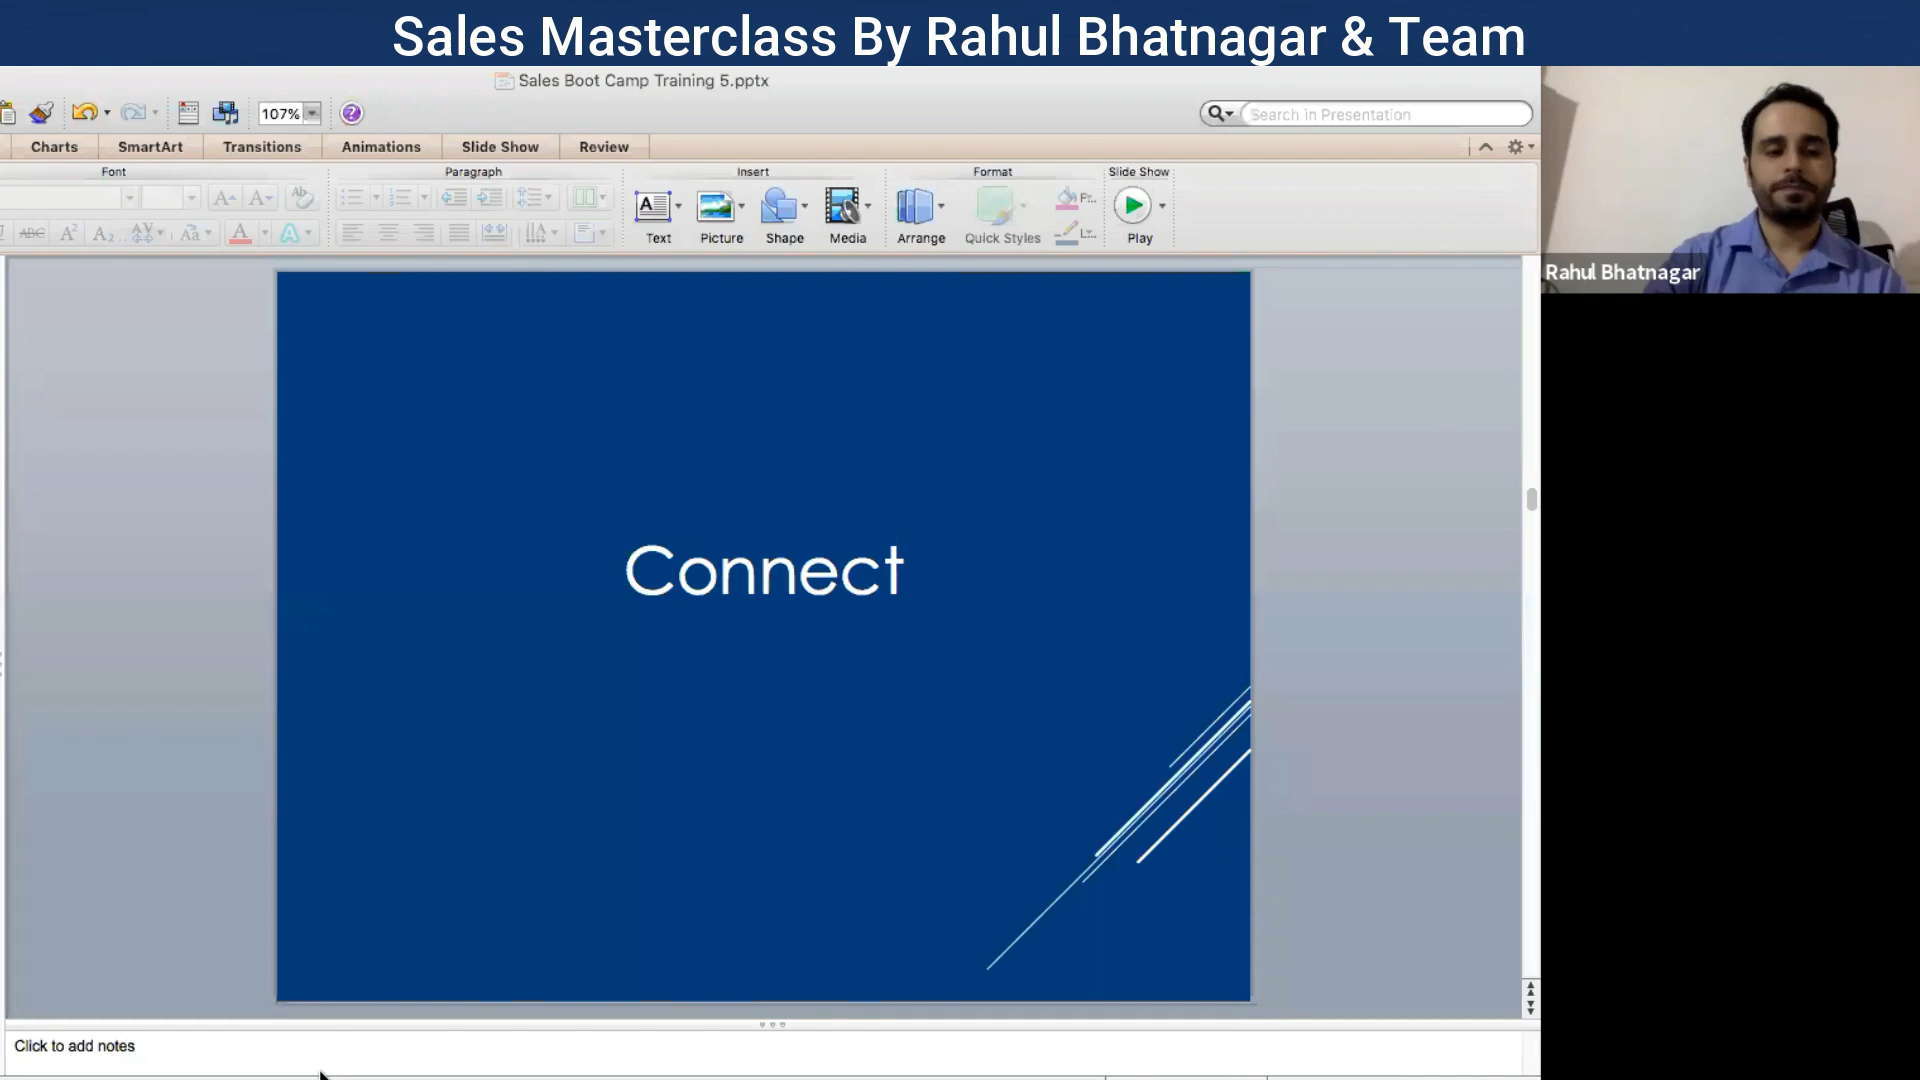 Sales Masterclass By Rahul Bhatnagar & Team
Sales Boot Camp Training 5.pptx
107%
Search in Presentation
Charts SmartArt Transitions Animations Slide Show Review
Font Paragraph Insert Format Slide Show
Text Picture Shape Media Arrange Quick Styles Play
Rahul Bhatnagar
Connect
Click to add notes